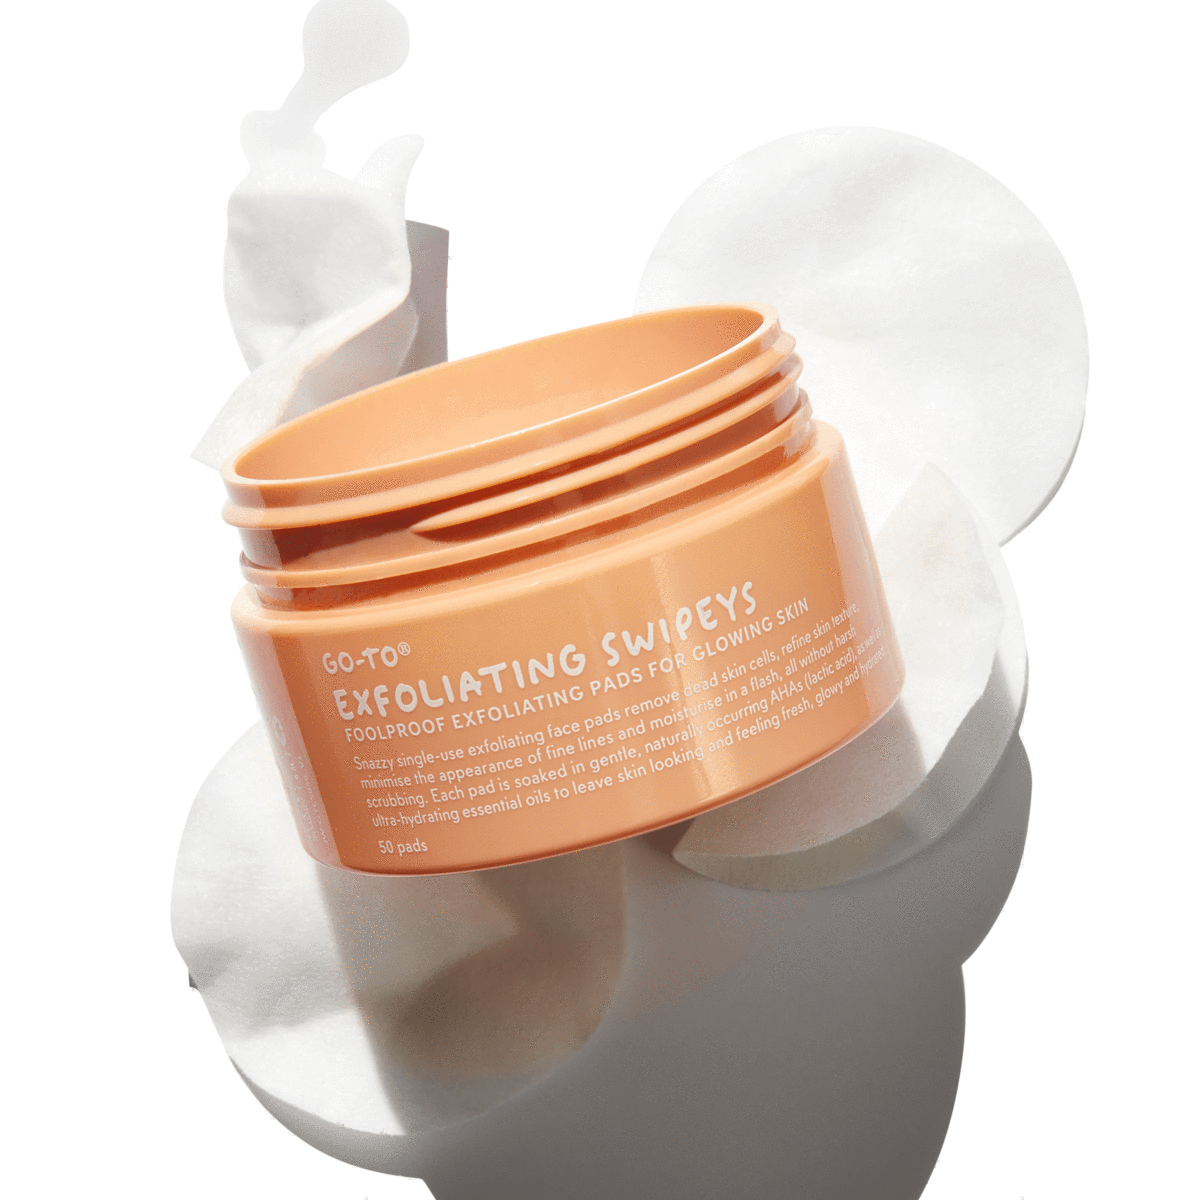 GO-TO®
EXFOLIATING SWIPEYS
FOOLPROOF EXFOLIATING PADS FOR GLOWING SKIN
Snazzy single-use exfoliating face pads remove dead skin cells, refine skin texture,
minimise the appearance of fine lines and moisturise in a flash, all without harsh
scrubbing. Each pad is soaked in gentle, naturally occurring AHAs (lactic acid), as well as
ultra-hydrating essential oils to leave skin looking and feeling fresh, glowy and hydrated.
50 pads